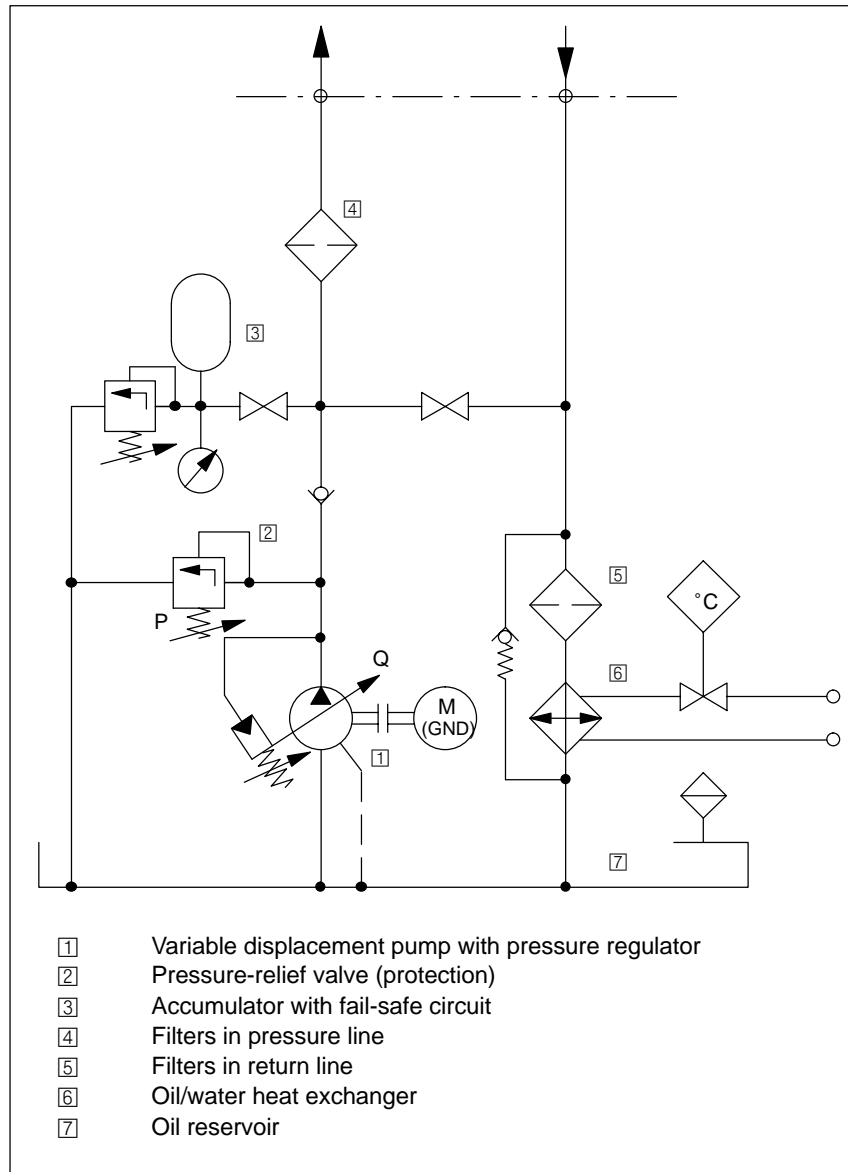 4
3
2
P
Q
M
(GND)
1
5
°C
6
7
1 Variable displacement pump with pressure regulator
2 Pressure-relief valve (protection)
3 Accumulator with fail-safe circuit
4 Filters in pressure line
5 Filters in return line
6 Oil/water heat exchanger
7 Oil reservoir